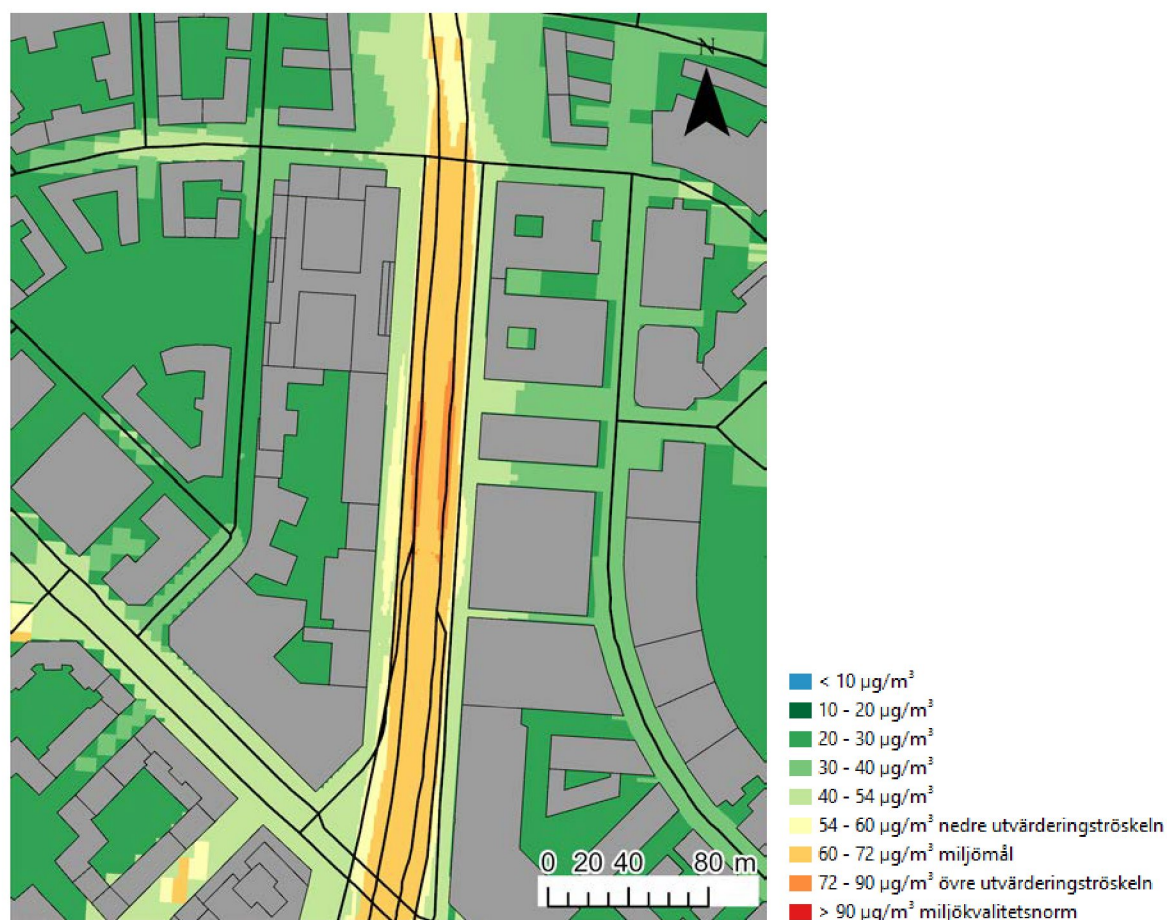 N
0 20 40 80 m
< 10 µg/m³
10 - 20 µg/m³
20 - 30 µg/m³
30 - 40 µg/m³
40 - 54 µg/m³
54 - 60 µg/m³ nedre utvärderingströskeln
60 - 72 µg/m³ miljömål
72 - 90 µg/m³ övre utvärderingströskeln
> 90 µg/m³ miljökvalitetsnorm